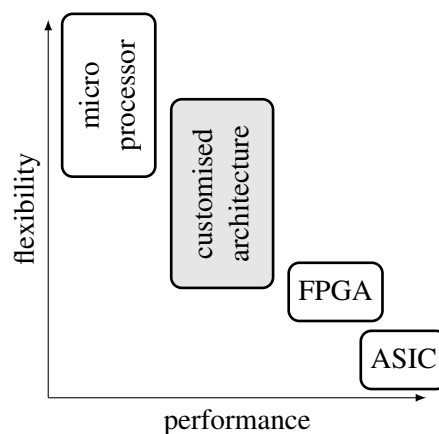 micro
processor
customised
architecture
FPGA
ASIC
flexibility
performance